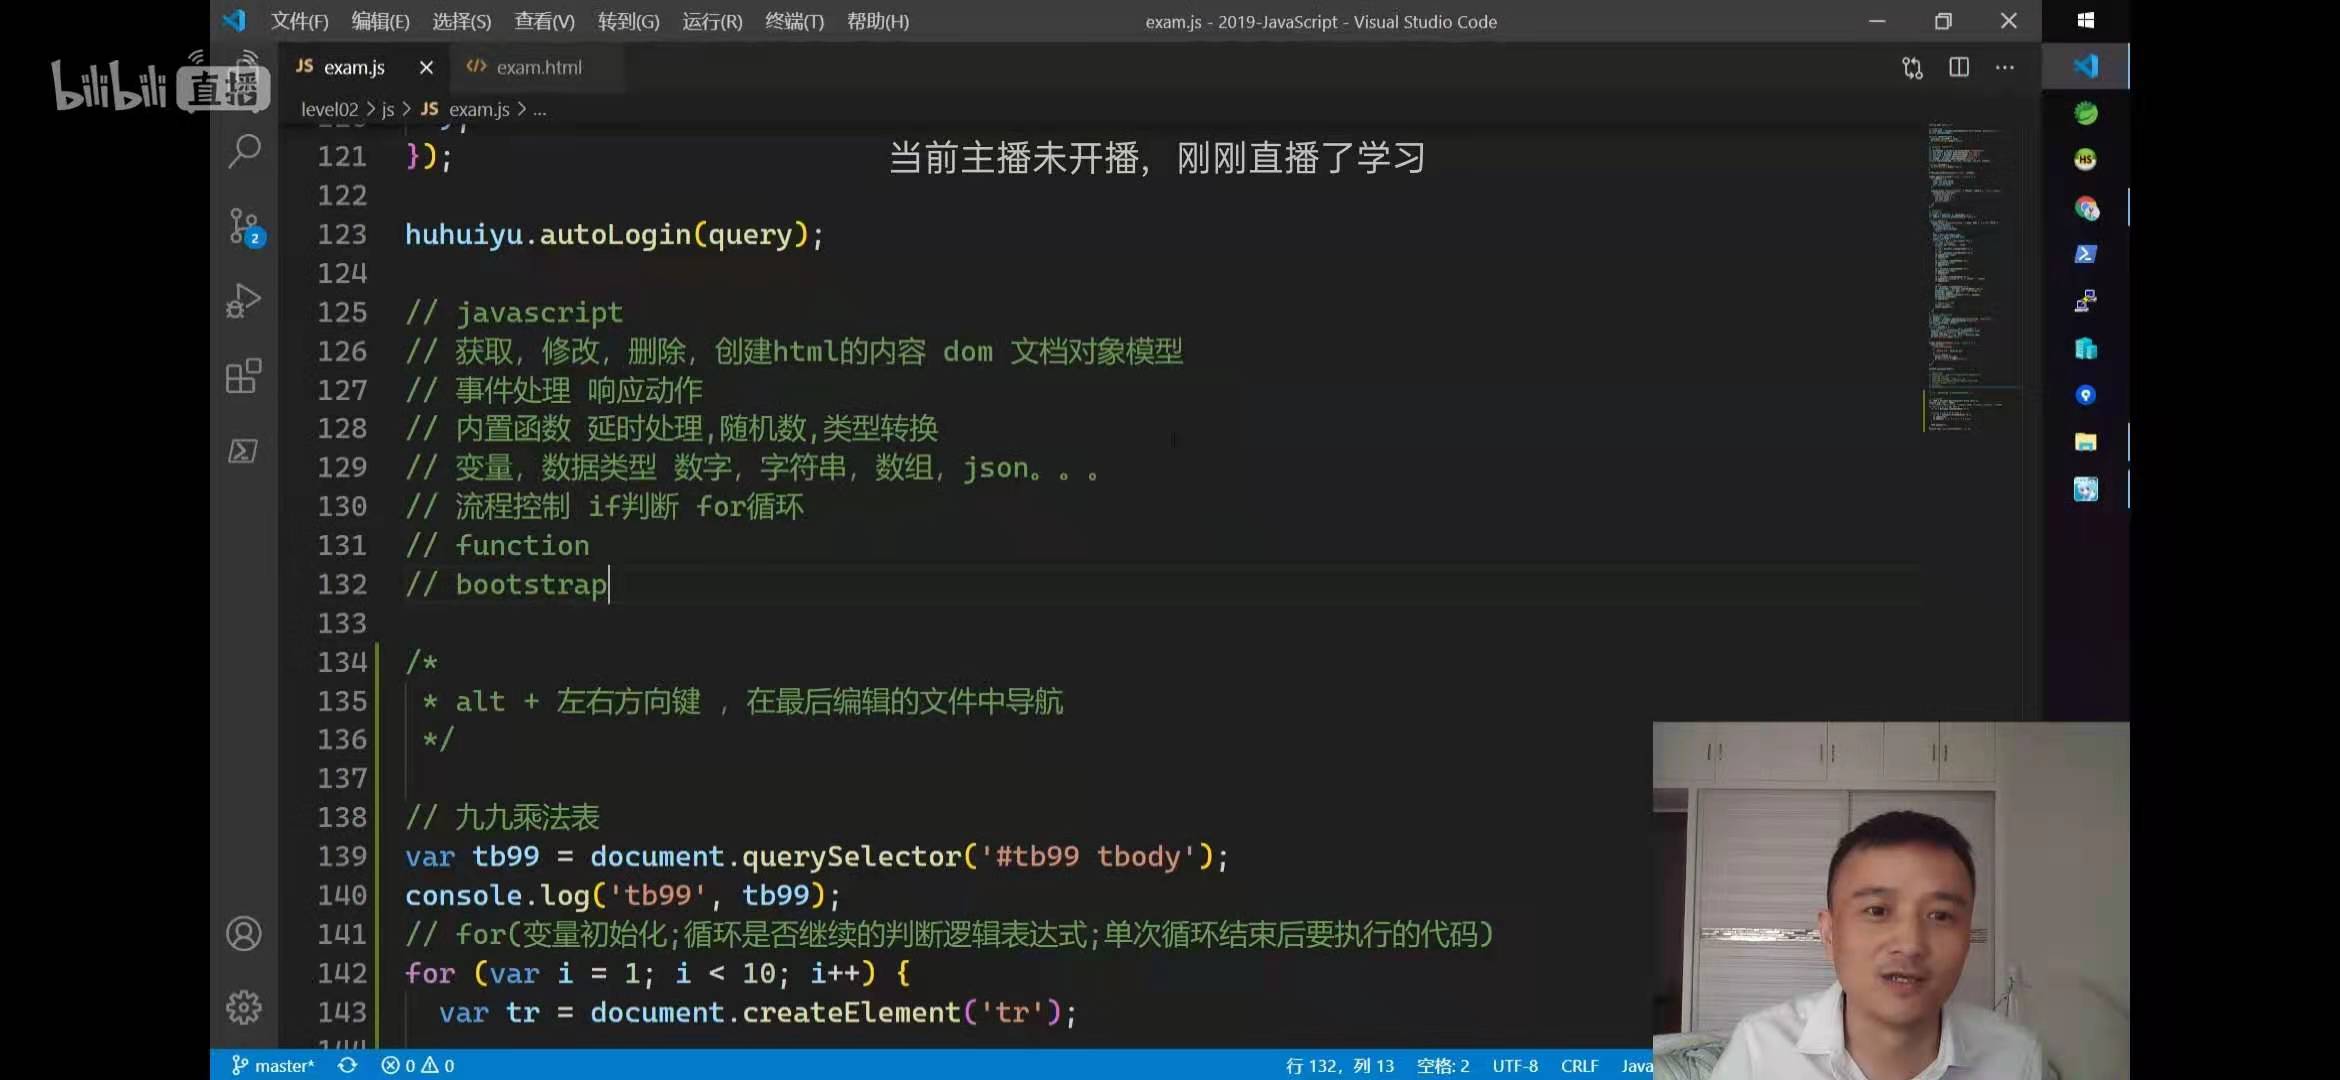 文件(F) 编辑(E) 选择(S) 查看(V) 转到(G) 运行(R) 终端(T) 帮助(H) exam.js - 2019-JavaScript - Visual Studio Code
bilibili 直播
JS exam.js exam.html
level02 > js > JS exam.js > ...
当前主播未开播，刚刚直播了学习
121 });
122
123 huhuiyu.autoLogin(query);
124
125 // javascript
126 // 获取，修改，删除，创建html的内容 dom 文档对象模型
127 // 事件处理 响应动作
128 // 内置函数 延时处理,随机数,类型转换
129 // 变量，数据类型 数字，字符串，数组，json。。。
130 // 流程控制 if判断 for循环
131 // function
132 // bootstrap
133
134 /*
135 * alt + 左右方向键 ，在最后编辑的文件中导航
136 */
137
138 // 九九乘法表
139 var tb99 = document.querySelector('#tb99 tbody');
140 console.log('tb99', tb99);
141 // for(变量初始化;循环是否继续的判断逻辑表达式;单次循环结束后要执行的代码)
142 for (var i = 1; i < 10; i++) {
143 var tr = document.createElement('tr');
2
HS
master* 0 0 行 132，列 13 空格: 2 UTF-8 CRLF Java